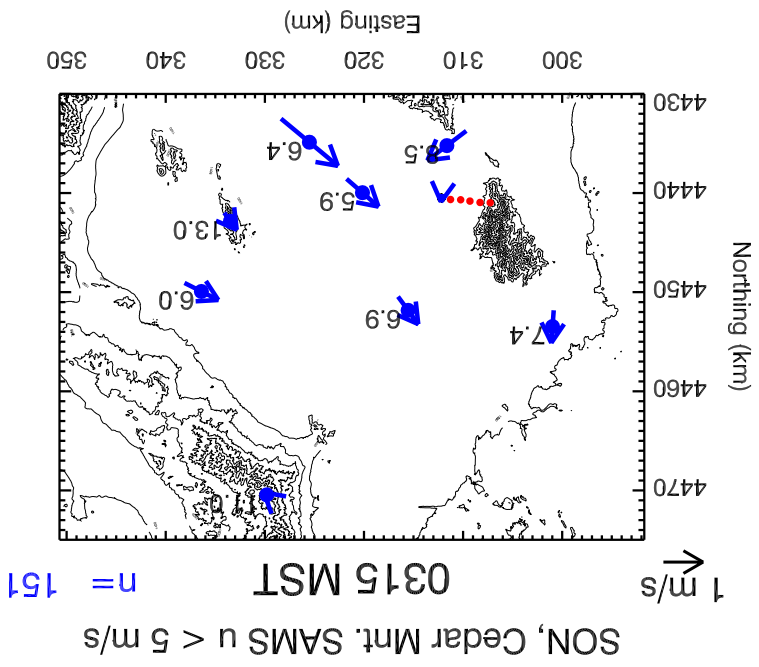 SON, Cedar Mnt. SAMS u < 5 m/s
1 m/s
0315 MST
n= 151
4470
4460
7.4
6.9
4450
6.0
13.0
4440
5.9
6.4
4430
300 310 320 330 340 350
Easting (km)
Northing (km)